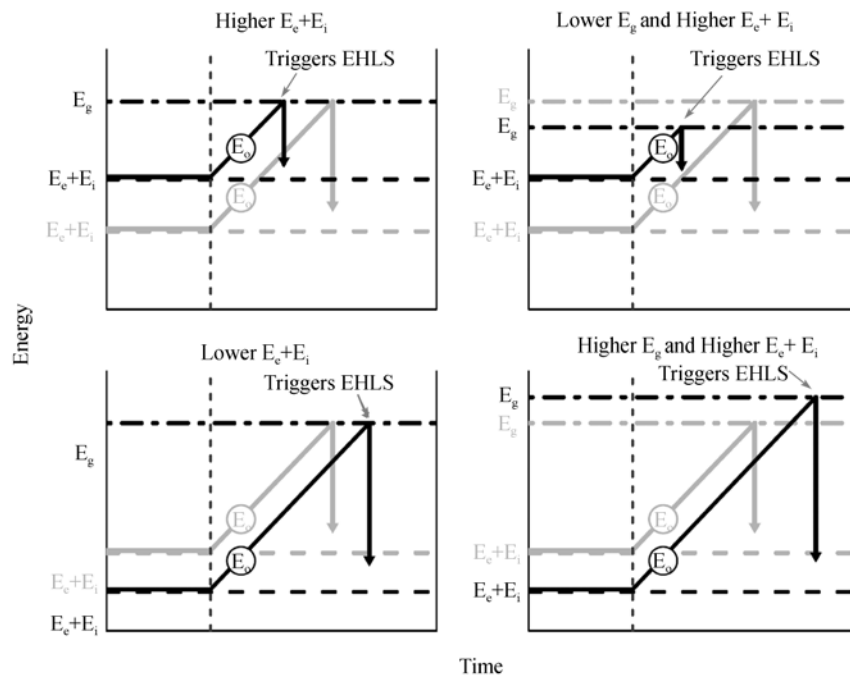 Higher Ee+Ei
Triggers EHLS
Eg
Eo
Ee+Ei
Eo
Ee+Ei
Lower Eg and Higher Ee+ Ei
Triggers EHLS
Eg
Eg
Eo
Ee+Ei
Eo
Ee+Ei
Energy
Lower Ee+Ei
Triggers EHLS
Eg
Eo
Eo
Ee+Ei
Ee+Ei
Higher Eg and Higher Ee+ Ei
Triggers EHLS
Eg
Eg
Eo
Ee+Ei
Eo
Ee+Ei
Time